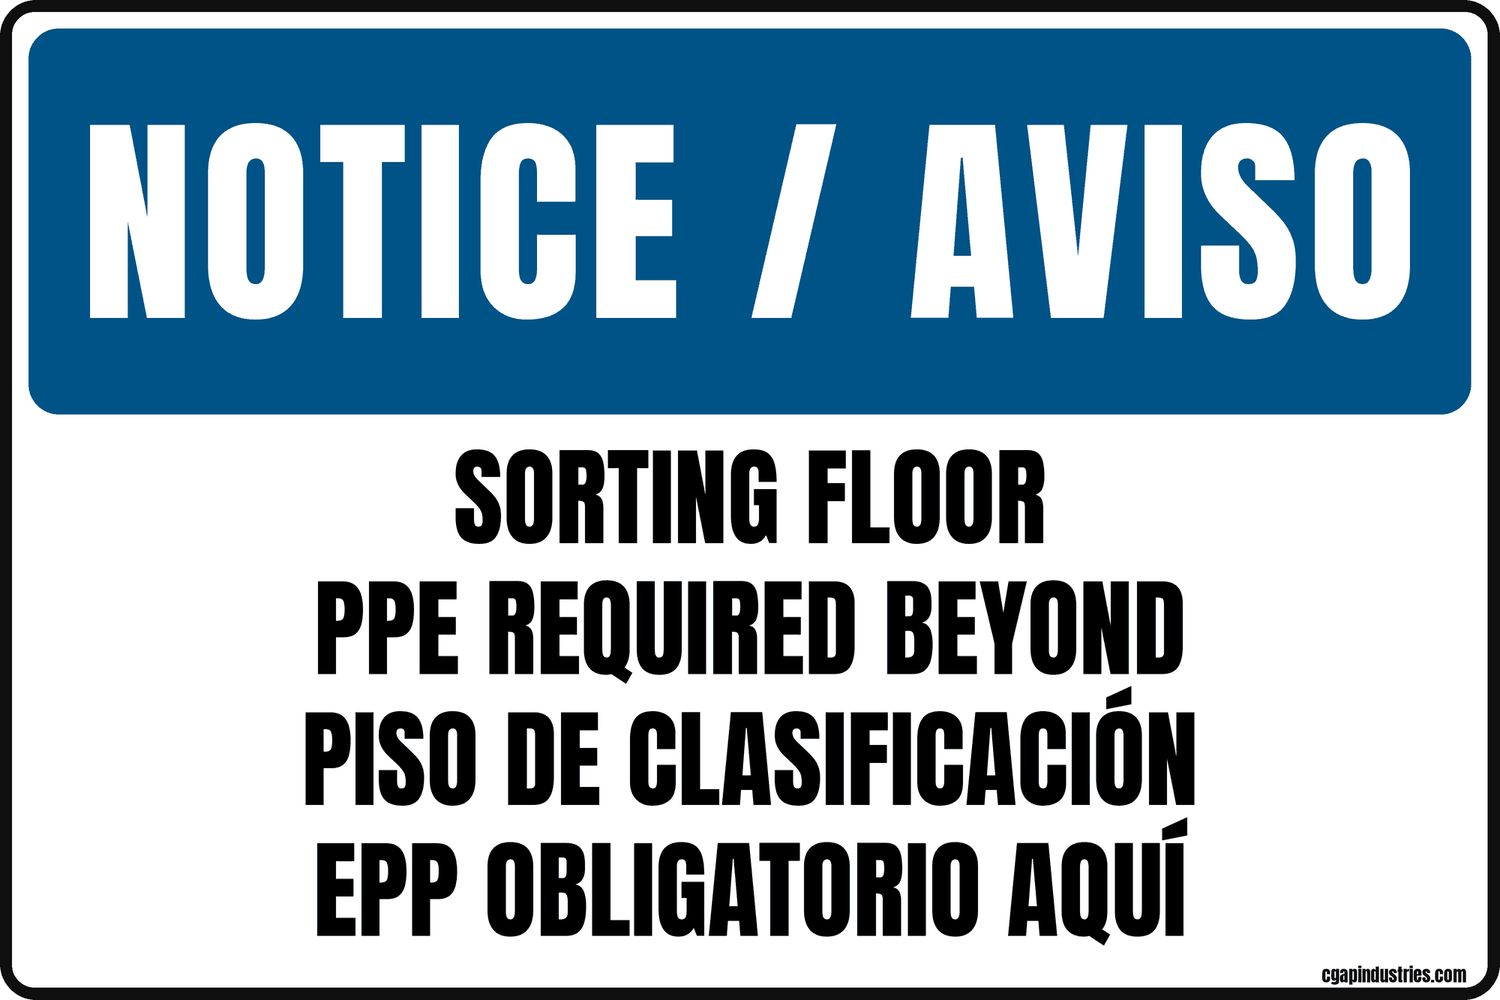 NOTICE / AVISO
SORTING FLOOR
PPE REQUIRED BEYOND
PISO DE CLASIFICACIÓN
EPP OBLIGATORIO AQUÍ
cgapindustries.com